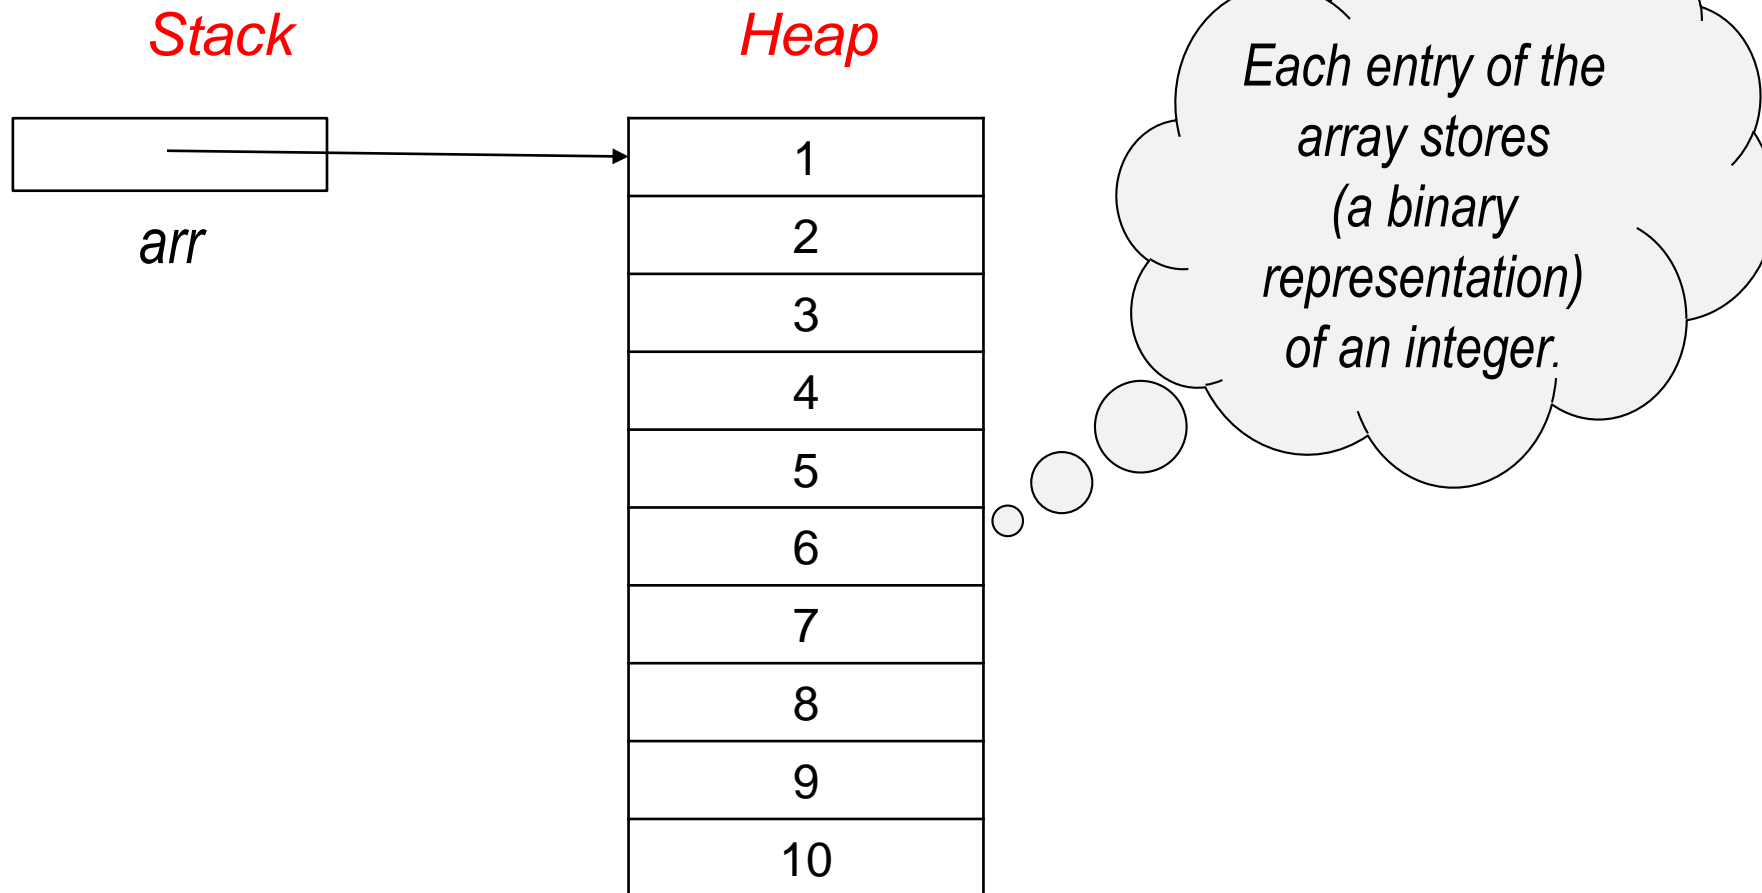 Stack
Heap
arr
1
2
3
4
5
6
7
8
9
10
Each entry of the
array stores
(a binary
representation)
of an integer.